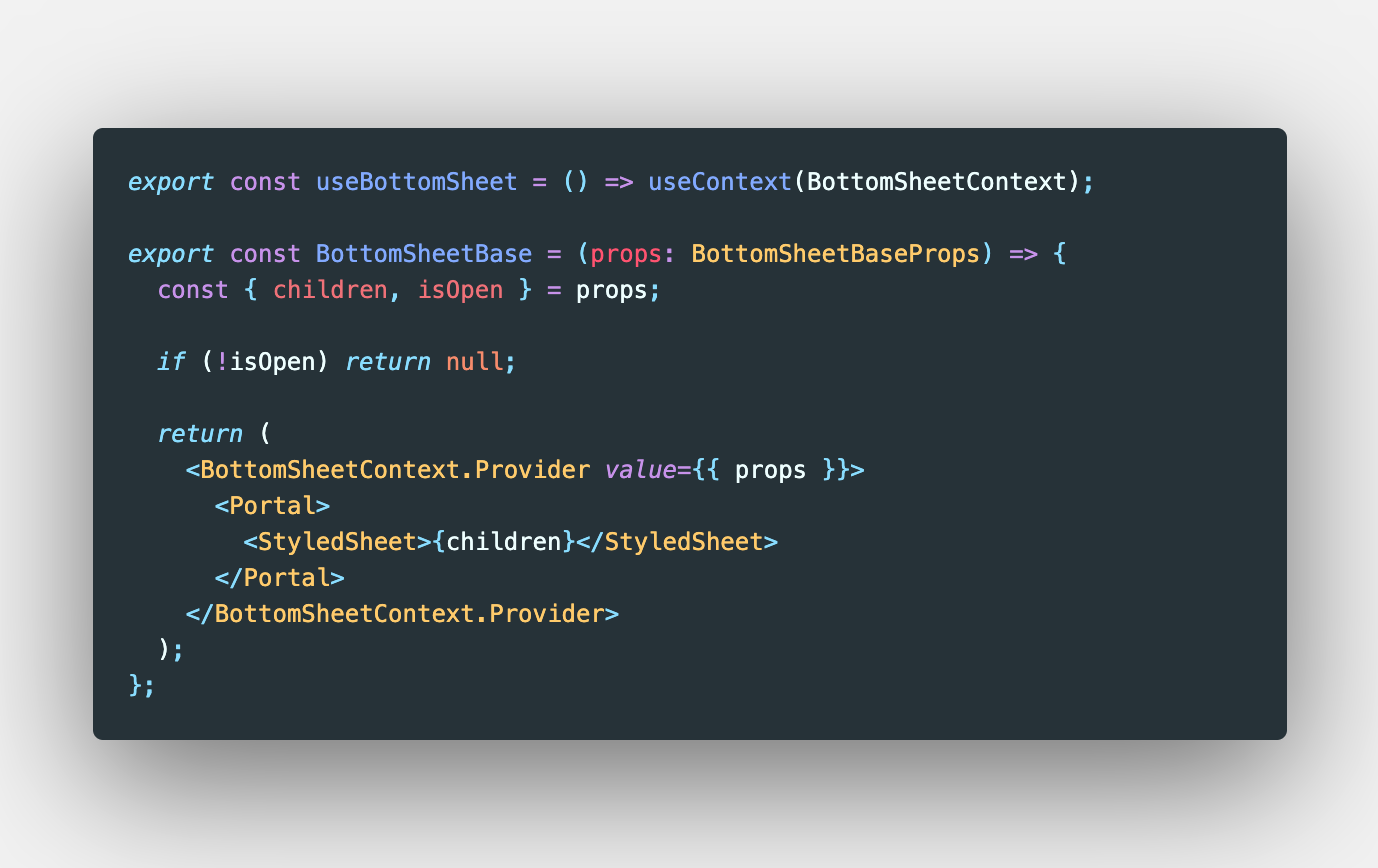 export const useBottomSheet = () => useContext(BottomSheetContext);

export const BottomSheetBase = (props: BottomSheetBaseProps) => {
  const { children, isOpen } = props;

  if (!isOpen) return null;

  return (
    <BottomSheetContext.Provider value={{ props }}>
      <Portal>
        <StyledSheet>{children}</StyledSheet>
      </Portal>
    </BottomSheetContext.Provider>
  );
};